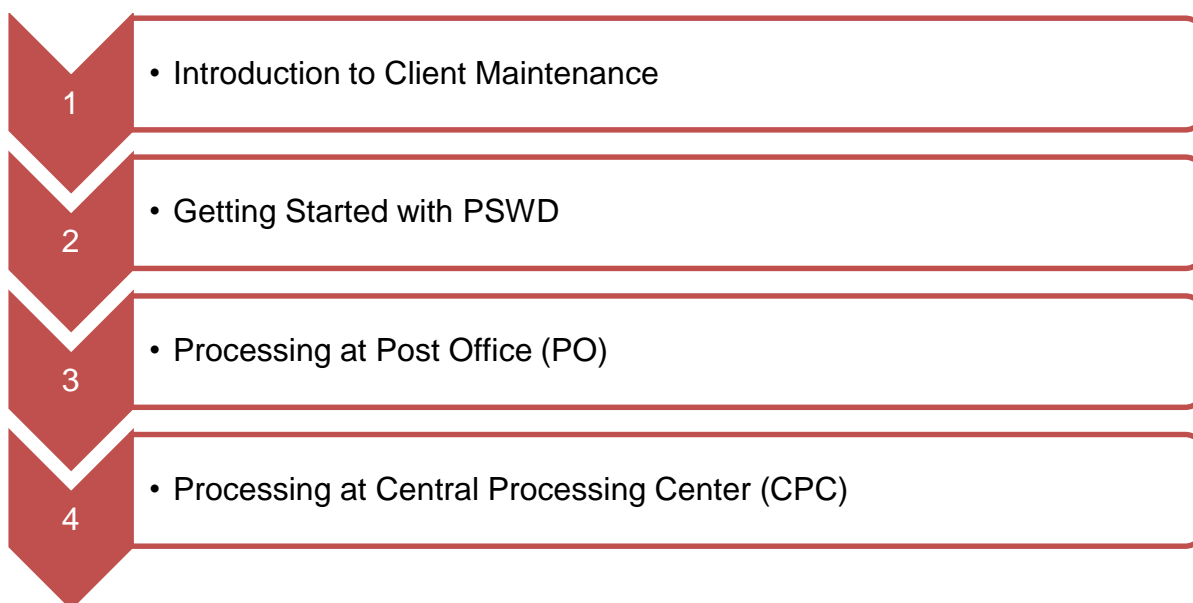 1
• Introduction to Client Maintenance
2
• Getting Started with PSWD
3
• Processing at Post Office (PO)
4
• Processing at Central Processing Center (CPC)